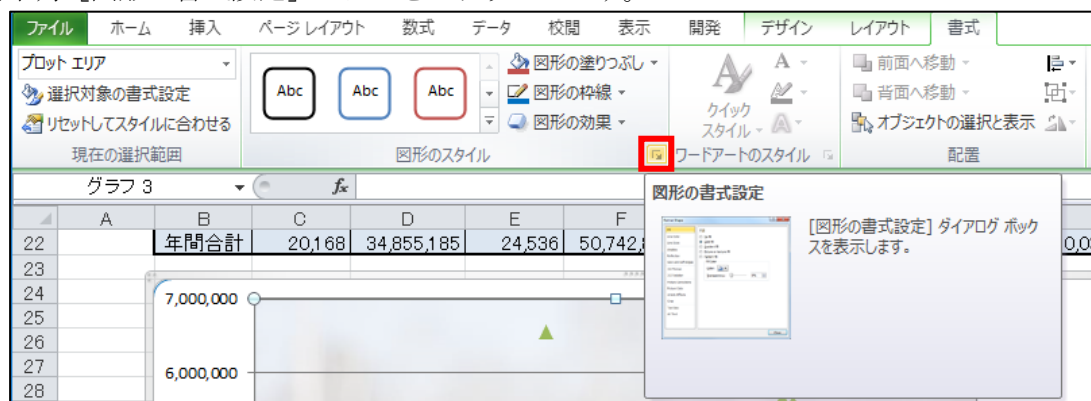 ファイル ホーム 挿入 ページ レイアウト 数式 データ 校閲 表示 開発 デザイン レイアウト 書式
プロット エリア
選択対象の書式設定
リセットしてスタイルに合わせる
現在の選択範囲
Abc Abc Abc
図形の塗りつぶし
図形の枠線
図形の効果
図形のスタイル
A
A
クイック
スタイル
A
ワードアートのスタイル
前面へ移動
背面へ移動
オブジェクトの選択と表示
配置
グラフ 3 fx
図形の書式設定
[図形の書式設定] ダイアログ ボックスを表示します。
A B C D E F
22 年間合計 20,168 34,855,185 24,536 50,742,
23
24
25
26
27
28
7,000,000
6,000,000